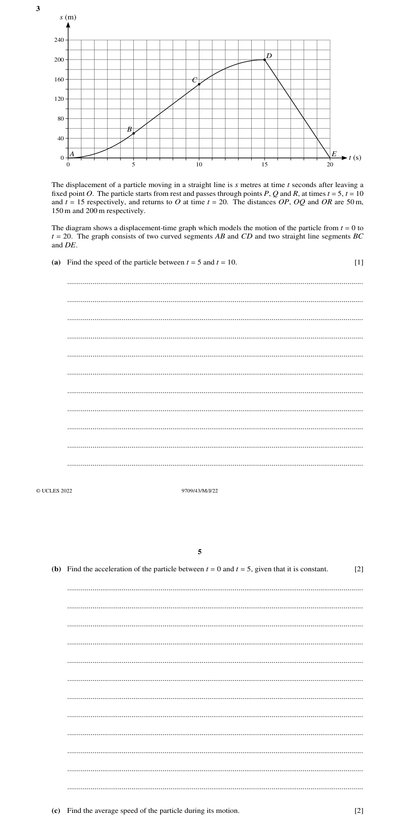 3
s (m)
240
200
160
120
80
40
0
A
B
C
D
E
5
10
15
20
t (s)
The displacement of a particle moving in a straight line is s metres at time t seconds after leaving a
fixed point O. The particle starts from rest and passes through points P, Q and R, at times t = 5, t = 10
and t = 15 respectively, and returns to O at time t = 20. The distances OP, OQ and OR are 50 m,
150 m and 200 m respectively.
The diagram shows a displacement-time graph which models the motion of the particle from t = 0 to
t = 20. The graph consists of two curved segments AB and CD and two straight line segments BC
and DE.
(a) Find the speed of the particle between t = 5 and t = 10. [1]
© UCLES 2022 9709/43/M/J/22
5
(b) Find the acceleration of the particle between t = 0 and t = 5, given that it is constant. [2]
(c) Find the average speed of the particle during its motion. [2]